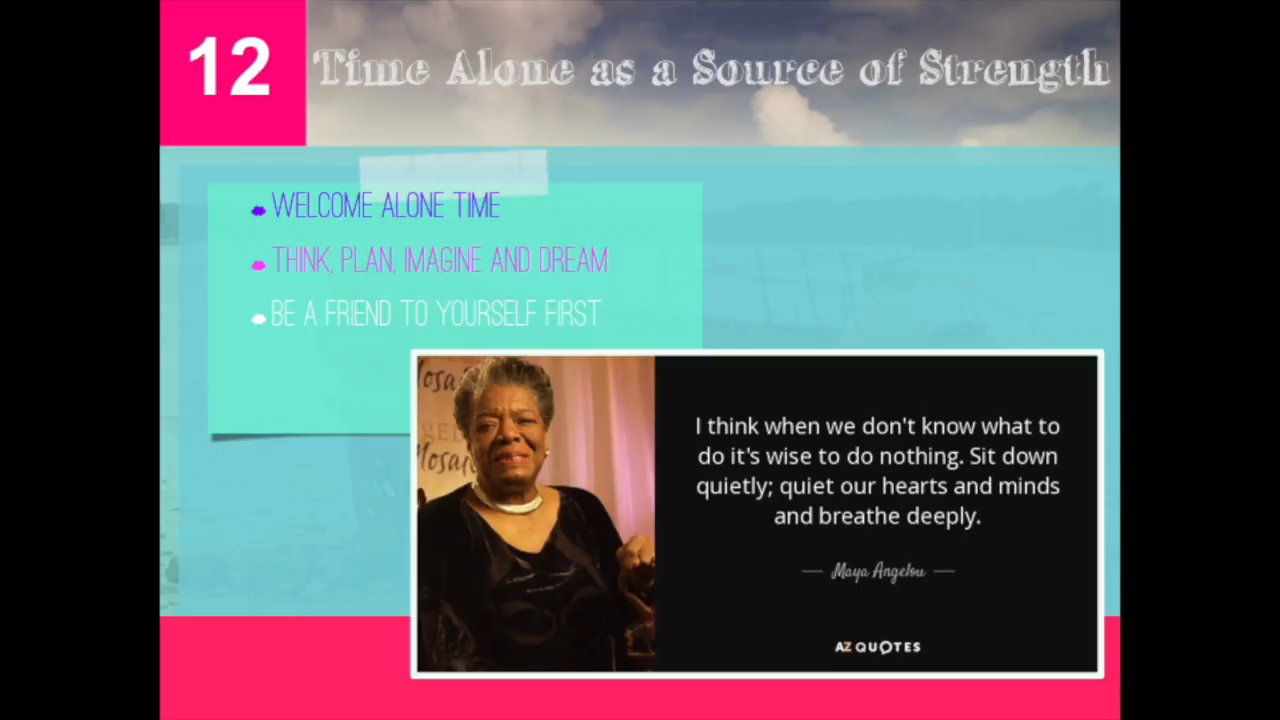 12
Time Alone as a Source of Strength
WELCOME ALONE TIME
THINK, PLAN, IMAGINE AND DREAM
BE A FRIEND TO YOURSELF FIRST
I think when we don't know what to
do it's wise to do nothing. Sit down
quietly; quiet our hearts and minds
and breathe deeply.
Maya Angelou
AZ QUOTES